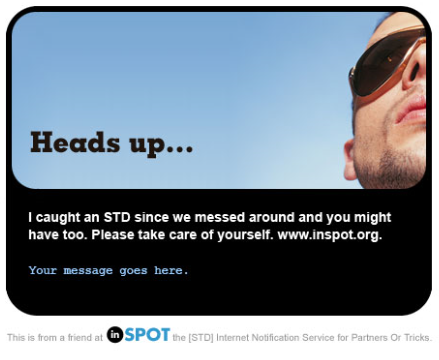 Heads up...
I caught an STD since we messed around and you might
have too. Please take care of yourself. www.inspot.org.
Your message goes here.
This is from a friend at inSPOT the [STD] Internet Notification Service for Partners Or Tricks.